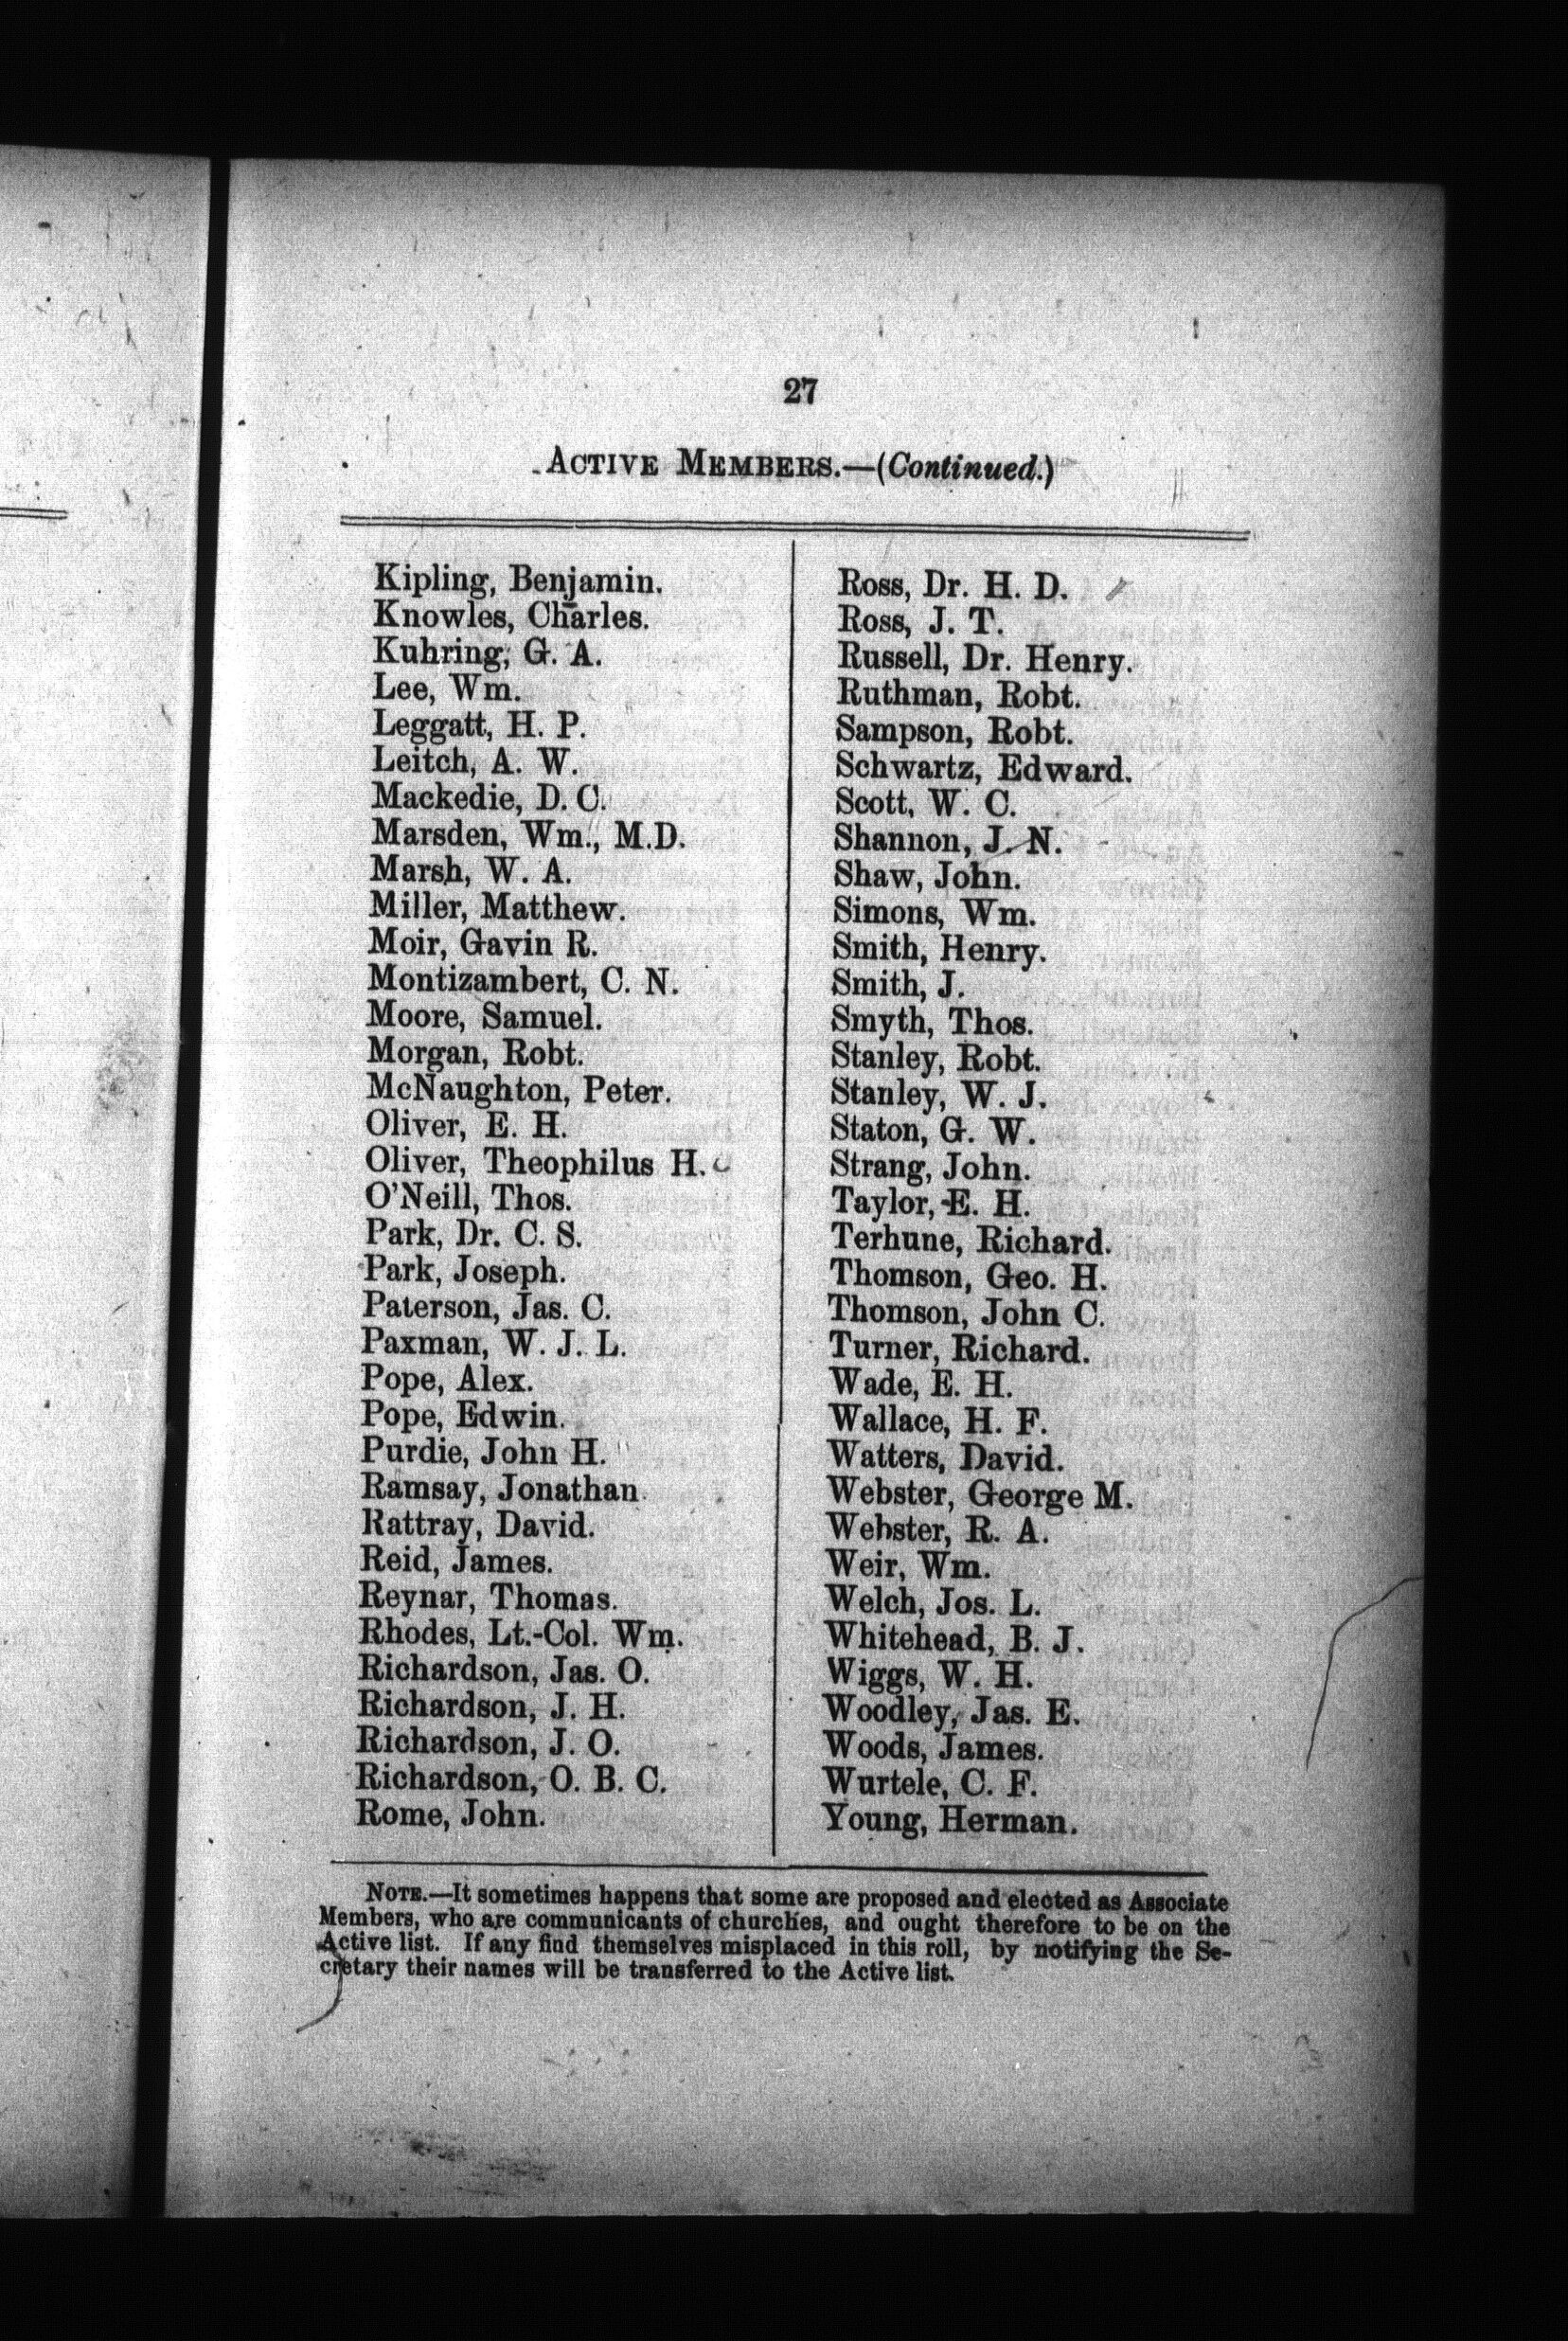 27
ACTIVE MEMBERS.—(Continued.)
Kipling, Benjamin.
Knowles, Charles.
Kuhring, G. A.
Lee, Wm.
Leggatt, H. P.
Leitch, A. W.
Mackedie, D. C.
Marsden, Wm., M.D.
Marsh, W. A.
Miller, Matthew.
Moir, Gavin R.
Montizambert, C. N.
Moore, Samuel.
Morgan, Robt.
McNaughton, Peter.
Oliver, E. H.
Oliver, Theophilus H.
O'Neill, Thos.
Park, Dr. C. S.
Park, Joseph.
Paterson, Jas. C.
Paxman, W. J. L.
Pope, Alex.
Pope, Edwin.
Purdie, John H.
Ramsay, Jonathan.
Rattray, David.
Reid, James.
Reynar, Thomas.
Rhodes, Lt.-Col. Wm.
Richardson, Jas. O.
Richardson, J. H.
Richardson, J. O.
Richardson, O. B. C.
Rome, John.
Ross, Dr. H. D.
Ross, J. T.
Russell, Dr. Henry.
Ruthman, Robt.
Sampson, Robt.
Schwartz, Edward.
Scott, W. C.
Shannon, J. N.
Shaw, John.
Simons, Wm.
Smith, Henry.
Smith, J.
Smyth, Thos.
Stanley, Robt.
Stanley, W. J.
Staton, G. W.
Strang, John.
Taylor, E. H.
Terhune, Richard.
Thomson, Geo. H.
Thomson, John C.
Turner, Richard.
Wade, E. H.
Wallace, H. F.
Watters, David.
Webster, George M.
Webster, R. A.
Weir, Wm.
Welch, Jos. L.
Whitehead, B. J.
Wiggs, W. H.
Woodley, Jas. E.
Woods, James.
Wurtele, C. F.
Young, Herman.
NOTE.—It sometimes happens that some are proposed and elected as Associate
Members, who are communicants of churches, and ought therefore to be on the
Active list. If any find themselves misplaced in this roll, by notifying the Se-
cretary their names will be transferred to the Active list.